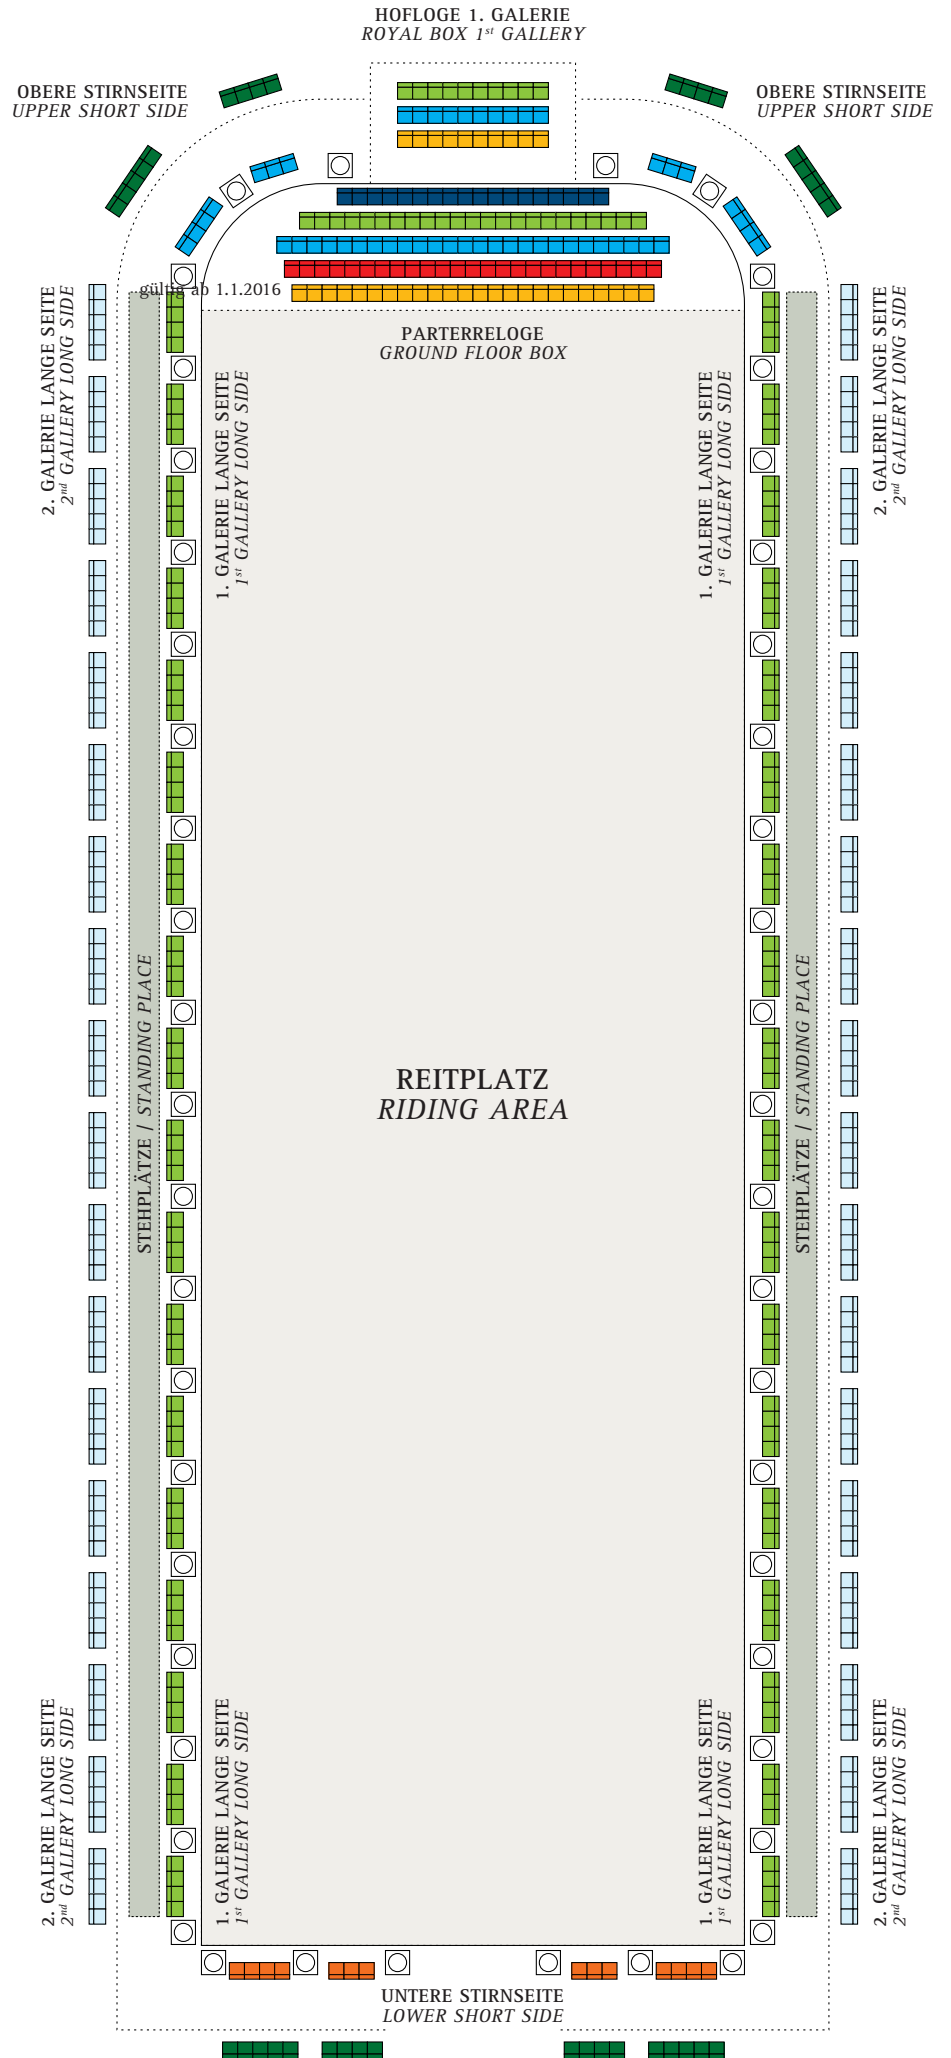 HOFLOGE 1. GALERIE
ROYAL BOX 1st GALLERY
OBERE STIRNSEITE
UPPER SHORT SIDE
OBERE STIRNSEITE
UPPER SHORT SIDE
gültig ab 1.1.2016
PARTERRELOGE
GROUND FLOOR BOX
2. GALERIE LANGE SEITE
2nd GALLERY LONG SIDE
1. GALERIE LANGE SEITE
1st GALLERY LONG SIDE
1. GALERIE LANGE SEITE
1st GALLERY LONG SIDE
2. GALERIE LANGE SEITE
2nd GALLERY LONG SIDE
STEHPLÄTZE / STANDING PLACE
REITPLATZ
RIDING AREA
STEHPLÄTZE / STANDING PLACE
2. GALERIE LANGE SEITE
2nd GALLERY LONG SIDE
1. GALERIE LANGE SEITE
1st GALLERY LONG SIDE
1. GALERIE LANGE SEITE
1st GALLERY LONG SIDE
2. GALERIE LANGE SEITE
2nd GALLERY LONG SIDE
UNTERE STIRNSEITE
LOWER SHORT SIDE